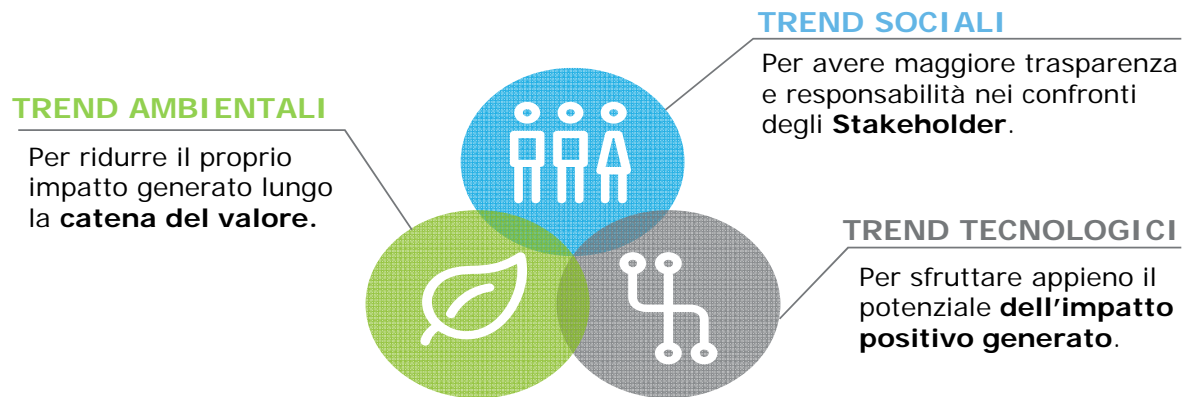 TREND SOCIALI
Per avere maggiore trasparenza
e responsabilità nei confronti
degli Stakeholder.
TREND AMBIENTALI
Per ridurre il proprio
impatto generato lungo
la catena del valore.
TREND TECNOLOGICI
Per sfruttare appieno il
potenziale dell'impatto
positivo generato.